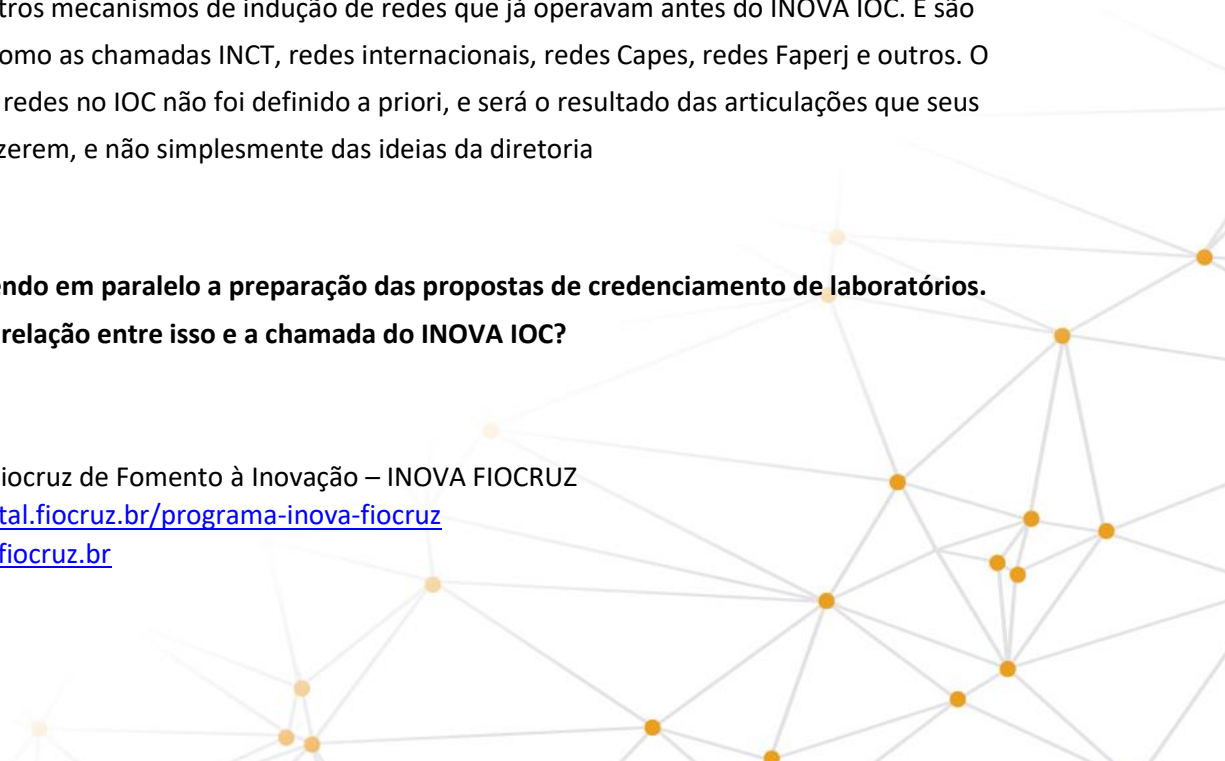 tros mecanismos de indução de redes que já operavam antes do INOVA IOC. E são
omo as chamadas INCT, redes internacionais, redes Capes, redes Faperj e outros. O
redes no IOC não foi definido a priori, e será o resultado das articulações que seus
zerem, e não simplesmente das ideias da diretoria
endo em paralelo a preparação das propostas de credenciamento de laboratórios.
relação entre isso e a chamada do INOVA IOC?
iocruz de Fomento à Inovação – INOVA FIOCRUZ
tal.fiocruz.br/programa-inova-fiocruz
fiocruz.br